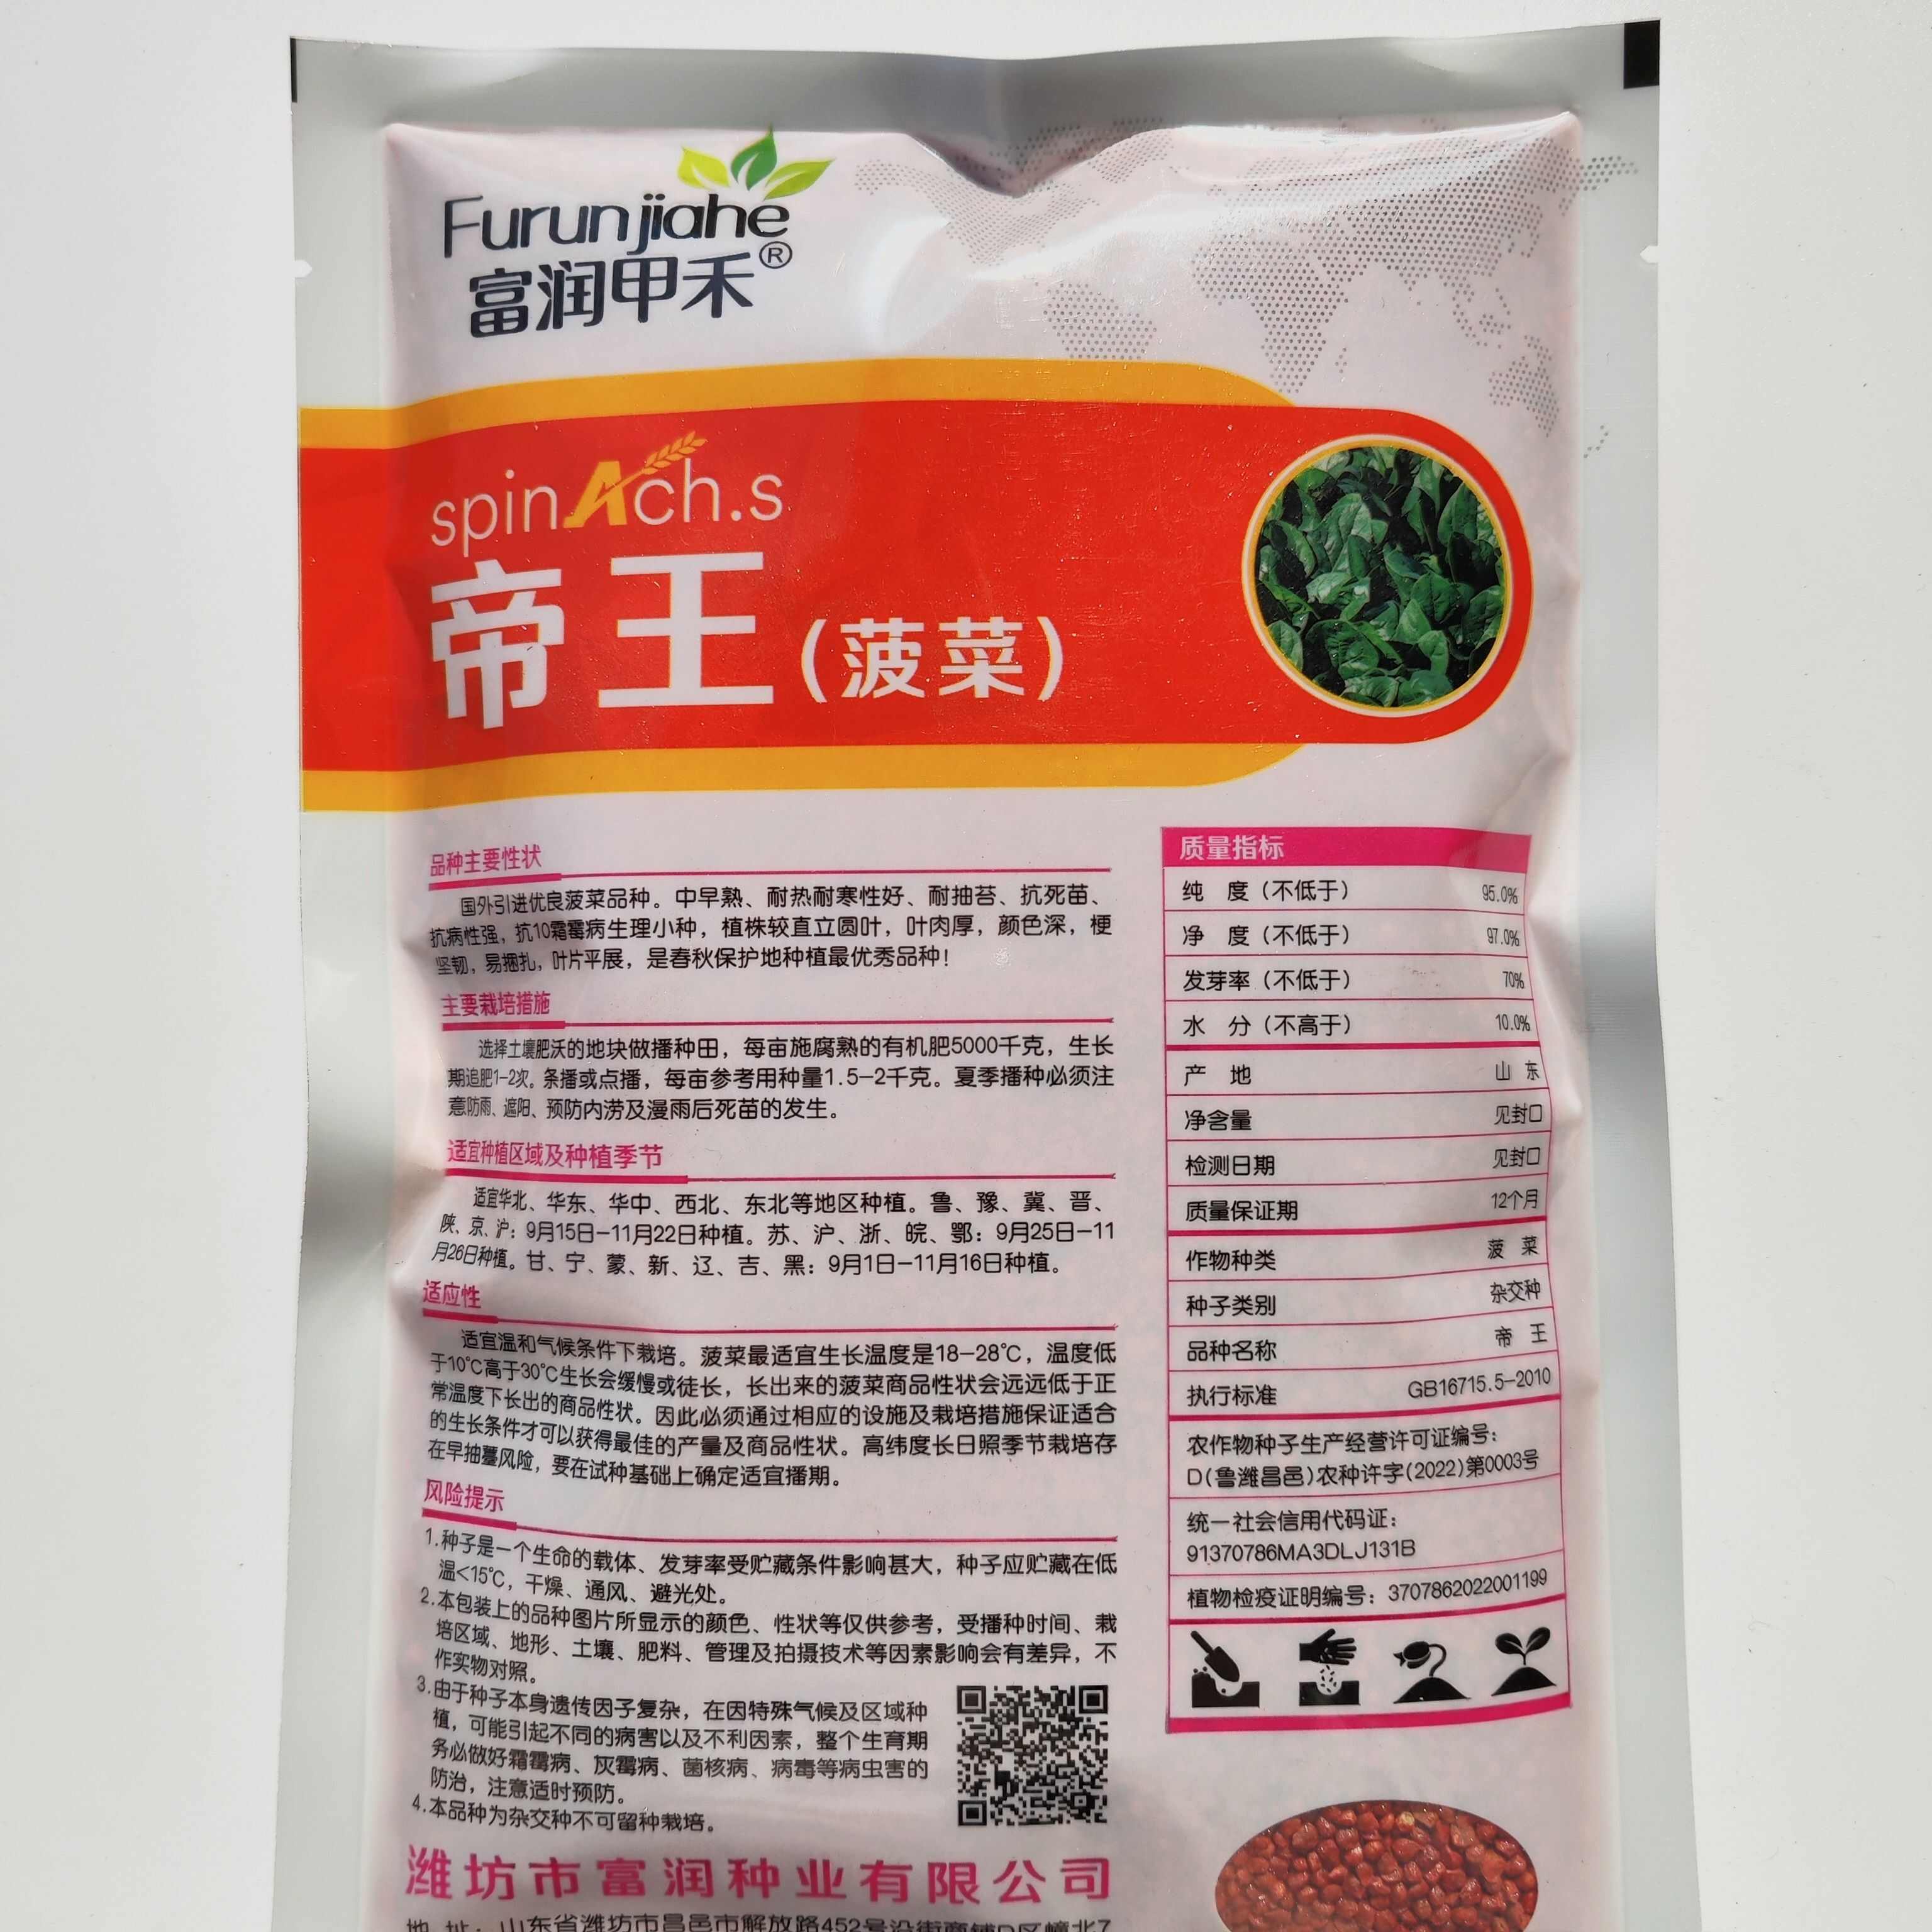 Furunjiahe
富润甲禾®
spinAch.s
帝王(菠菜)
品种主要性状
国外引进优良菠菜品种。中早熟、耐热耐寒性好、耐抽苔、抗死苗、
抗病性强，抗10霜霉病生理小种，植株较直立圆叶，叶肉厚，颜色深，梗
坚韧，易捆扎，叶片平展，是春秋保护地种植最优秀品种！
主要栽培措施
选择土壤肥沃的地块做播种田，每亩施腐熟的有机肥5000千克，生长
期追肥1-2次。条播或点播，每亩参考用种量1.5-2千克。夏季播种必须注
意防雨、遮阳、预防内涝及漫雨后死苗的发生。
适宜种植区域及种植季节
适宜华北、华东、华中、西北、东北等地区种植。鲁、豫、冀、晋、
陕、京、沪：9月15日-11月22日种植。苏、沪、浙、皖、鄂：9月25日-11
月26日种植。甘、宁、蒙、新、辽、吉、黑：9月1日-11月16日种植。
适应性
适宜温和气候条件下栽培。菠菜最适宜生长温度是18-28℃，温度低
于10℃高于30℃生长会缓慢或徒长，长出来的菠菜商品性状会远远低于正
常温度下长出的商品性状。因此必须通过相应的设施及栽培措施保证适合
的生长条件才可以获得最佳的产量及商品性状。高纬度长日照季节栽培存
在早抽薹风险，要在试种基础上确定适宜播期。
风险提示
1.种子是一个生命的载体、发芽率受贮藏条件影响甚大，种子应贮藏在低
温<15℃，干燥、通风、避光处。
2.本包装上的品种图片所显示的颜色、性状等仅供参考，受播种时间、栽
培区域、地形、土壤、肥料、管理及拍摄技术等因素影响会有差异，不
作实物对照。
3.由于种子本身遗传因子复杂，在因特殊气候及区域种
植，可能引起不同的病害以及不利因素，整个生育期
务必做好霜霉病、灰霉病、菌核病、病毒等病虫害的
防治，注意适时预防。
4.本品种为杂交种不可留种栽培。
潍坊市富润种业有限公司
地 址：山东省潍坊市昌邑市解放路452号沿街商铺D区幢北7
质量指标
纯 度（不低于） 95.0%
净 度（不低于） 97.0%
发芽率（不低于） 70%
水 分（不高于） 10.0%
产 地 山 东
净含量 见封口
检测日期 见封口
质量保证期 12个月
作物种类 菠 菜
种子类别 杂交种
品种名称 帝 王
执行标准 GB16715.5-2010
农作物种子生产经营许可证编号：
D(鲁潍昌邑)农种许字(2022)第0003号
统一社会信用代码证：
91370786MA3DLJ131B
植物检疫证明编号：3707862022001199